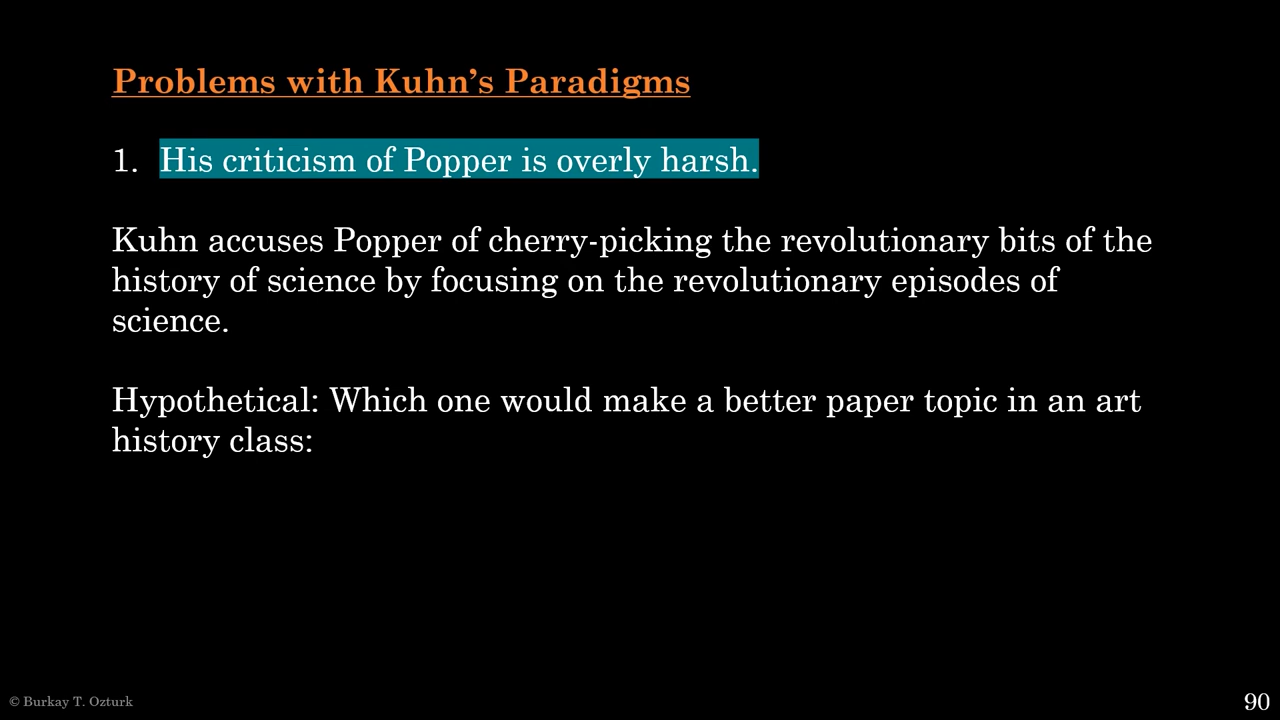 Problems with Kuhn’s Paradigms
1. His criticism of Popper is overly harsh.
Kuhn accuses Popper of cherry-picking the revolutionary bits of the
history of science by focusing on the revolutionary episodes of
science.
Hypothetical: Which one would make a better paper topic in an art
history class:
© Burkay T. Ozturk
90